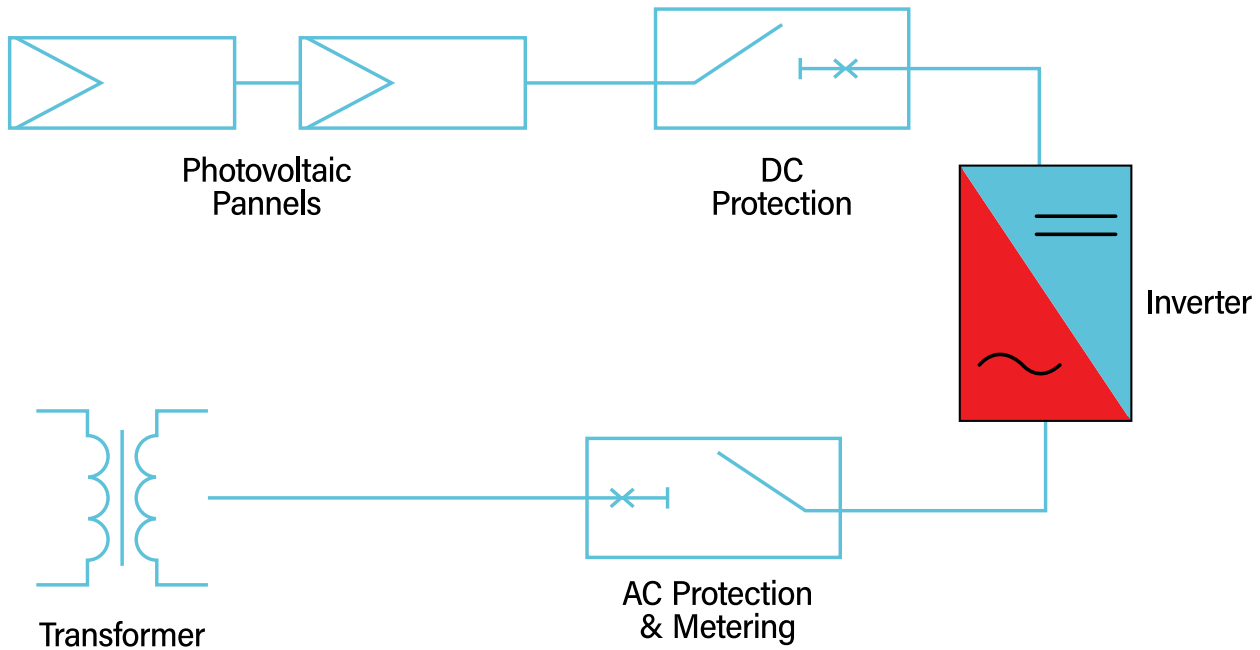 Photovoltaic
Pannels
DC
Protection
Inverter
AC Protection
& Metering
Transformer